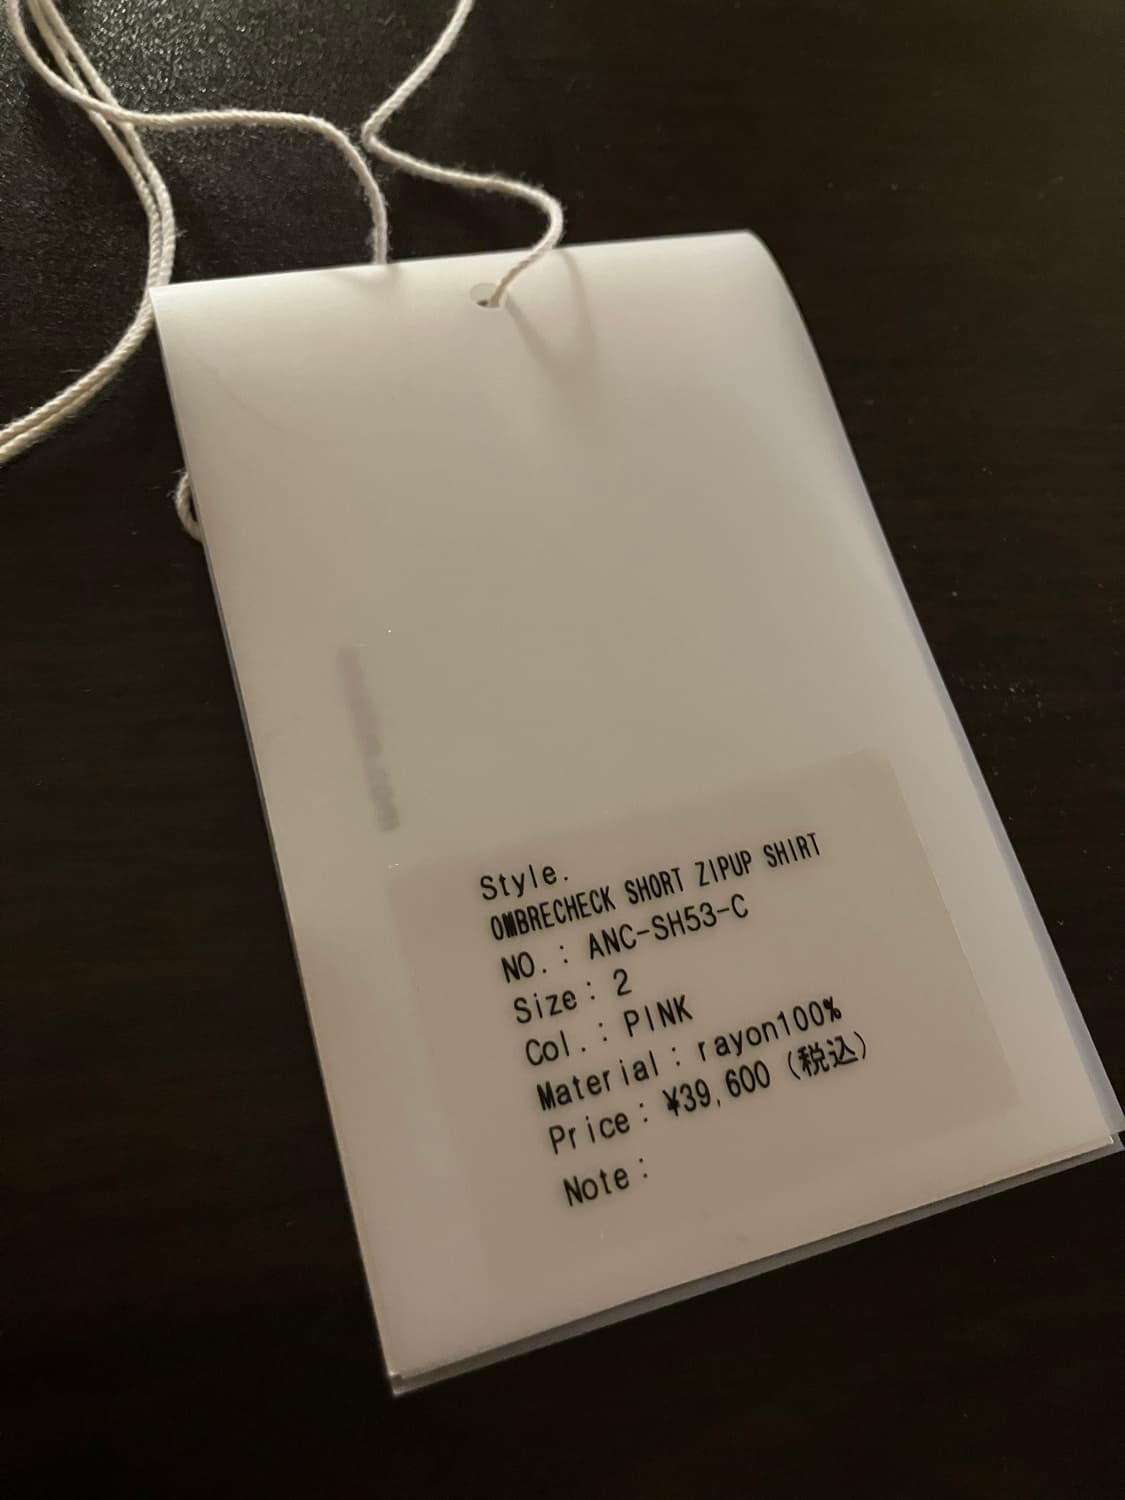 Style.
OMBRECHECK SHORT ZIPUP SHIRT
NO.: ANC-SH53-C
Size: 2
Col.: PINK
Material: rayon100%
Price: ¥39,600 (税込)
Note: